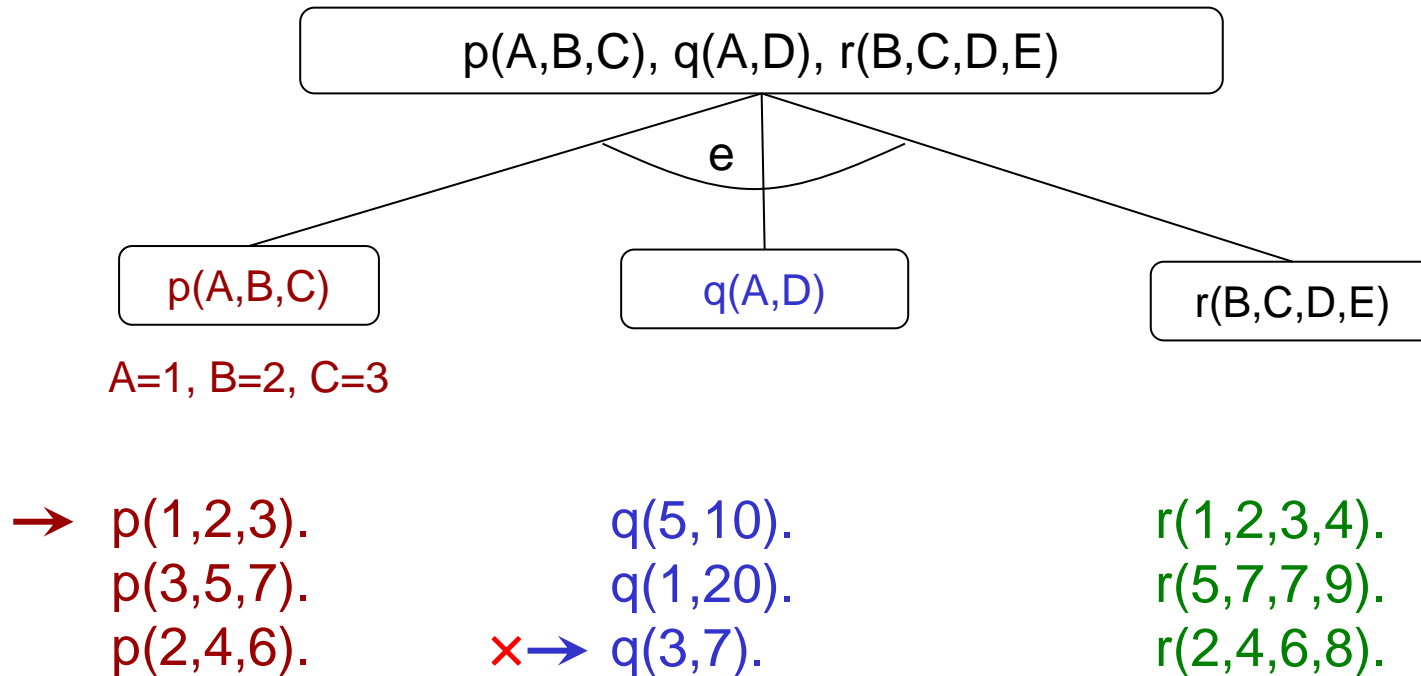 p(A,B,C), q(A,D), r(B,C,D,E)
e
p(A,B,C)
q(A,D)
r(B,C,D,E)
A=1, B=2, C=3
→ p(1,2,3). q(5,10). r(1,2,3,4).
p(3,5,7). q(1,20). r(5,7,7,9).
p(2,4,6). ×→ q(3,7). r(2,4,6,8).